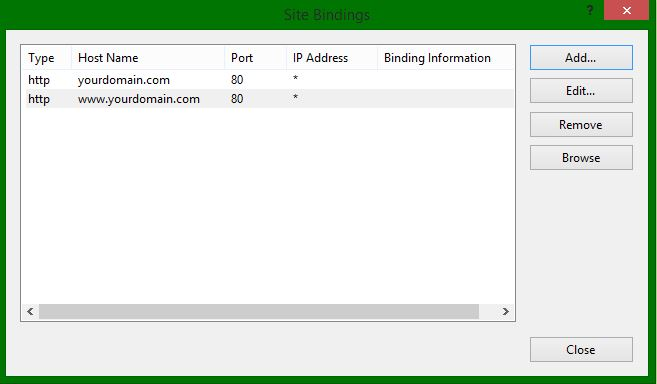 Site Bindings
?
Type Host Name Port IP Address Binding Information
http yourdomain.com 80 *
http www.yourdomain.com 80 *
Add...
Edit...
Remove
Browse
Close